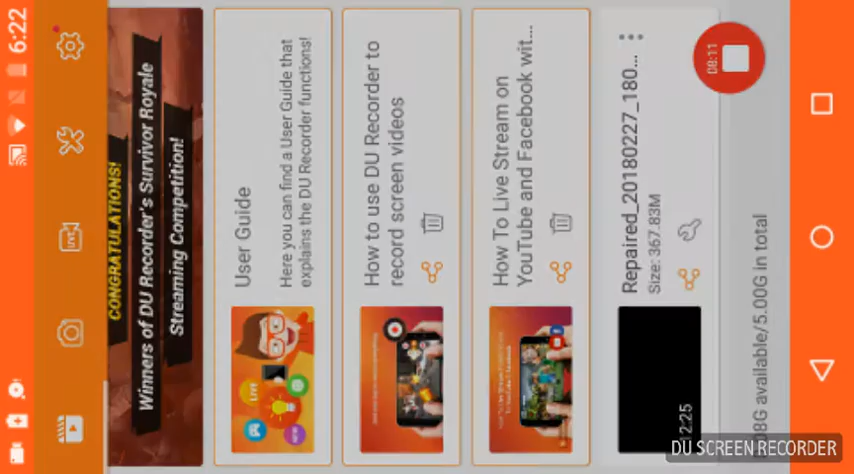 6:22
CONGRATULATIONS!
Winners of DU Recorder's Survivor Royale
Streaming Competition!
User Guide
Here you can find a User Guide that
explains the DU Recorder functions!
LIVE
How to use DU Recorder to
record screen videos
How To Live Stream on
YouTube and Facebook wit...
Repaired_20180227_180...
Size: 367.83M
2:25
08:11
08G available/5.00G in total
DU SCREEN RECORDER